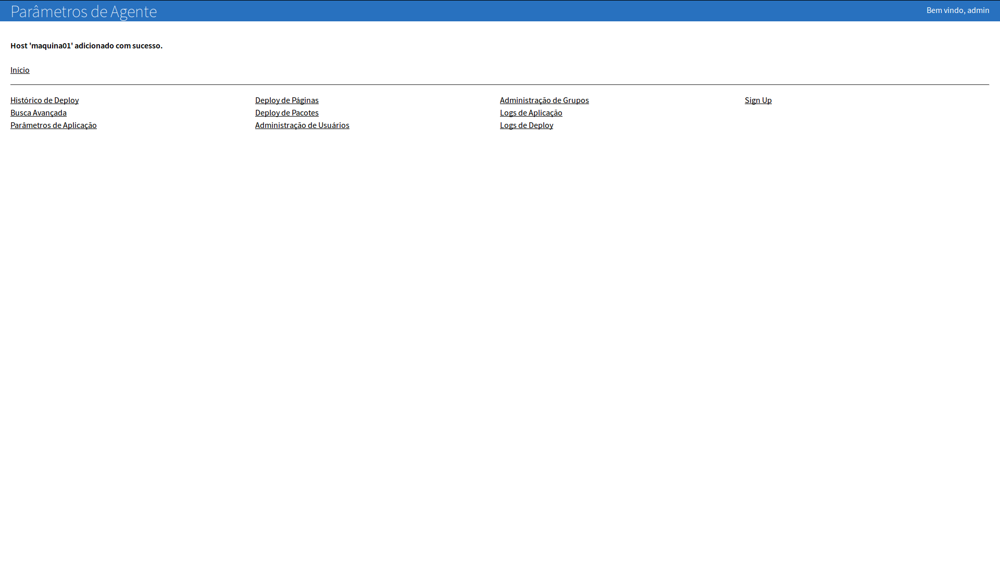 Parâmetros de Agente
Bem vindo, admin
Host 'maquina01' adicionado com sucesso.
Início
Histórico de Deploy
Busca Avançada
Parâmetros de Aplicação
Deploy de Páginas
Deploy de Pacotes
Administração de Usuários
Administração de Grupos
Logs de Aplicação
Logs de Deploy
Sign Up